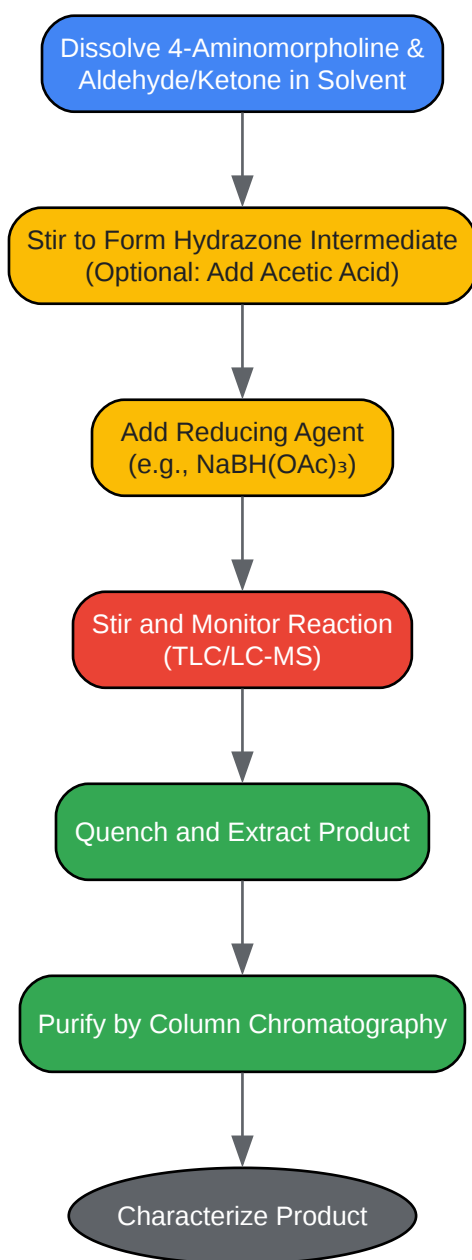 Dissolve 4-Aminomorpholine &
Aldehyde/Ketone in Solvent
Stir to Form Hydrazone Intermediate
(Optional: Add Acetic Acid)
Add Reducing Agent
(e.g., NaBH(OAc)₃)
Stir and Monitor Reaction
(TLC/LC-MS)
Quench and Extract Product
Purify by Column Chromatography
Characterize Product